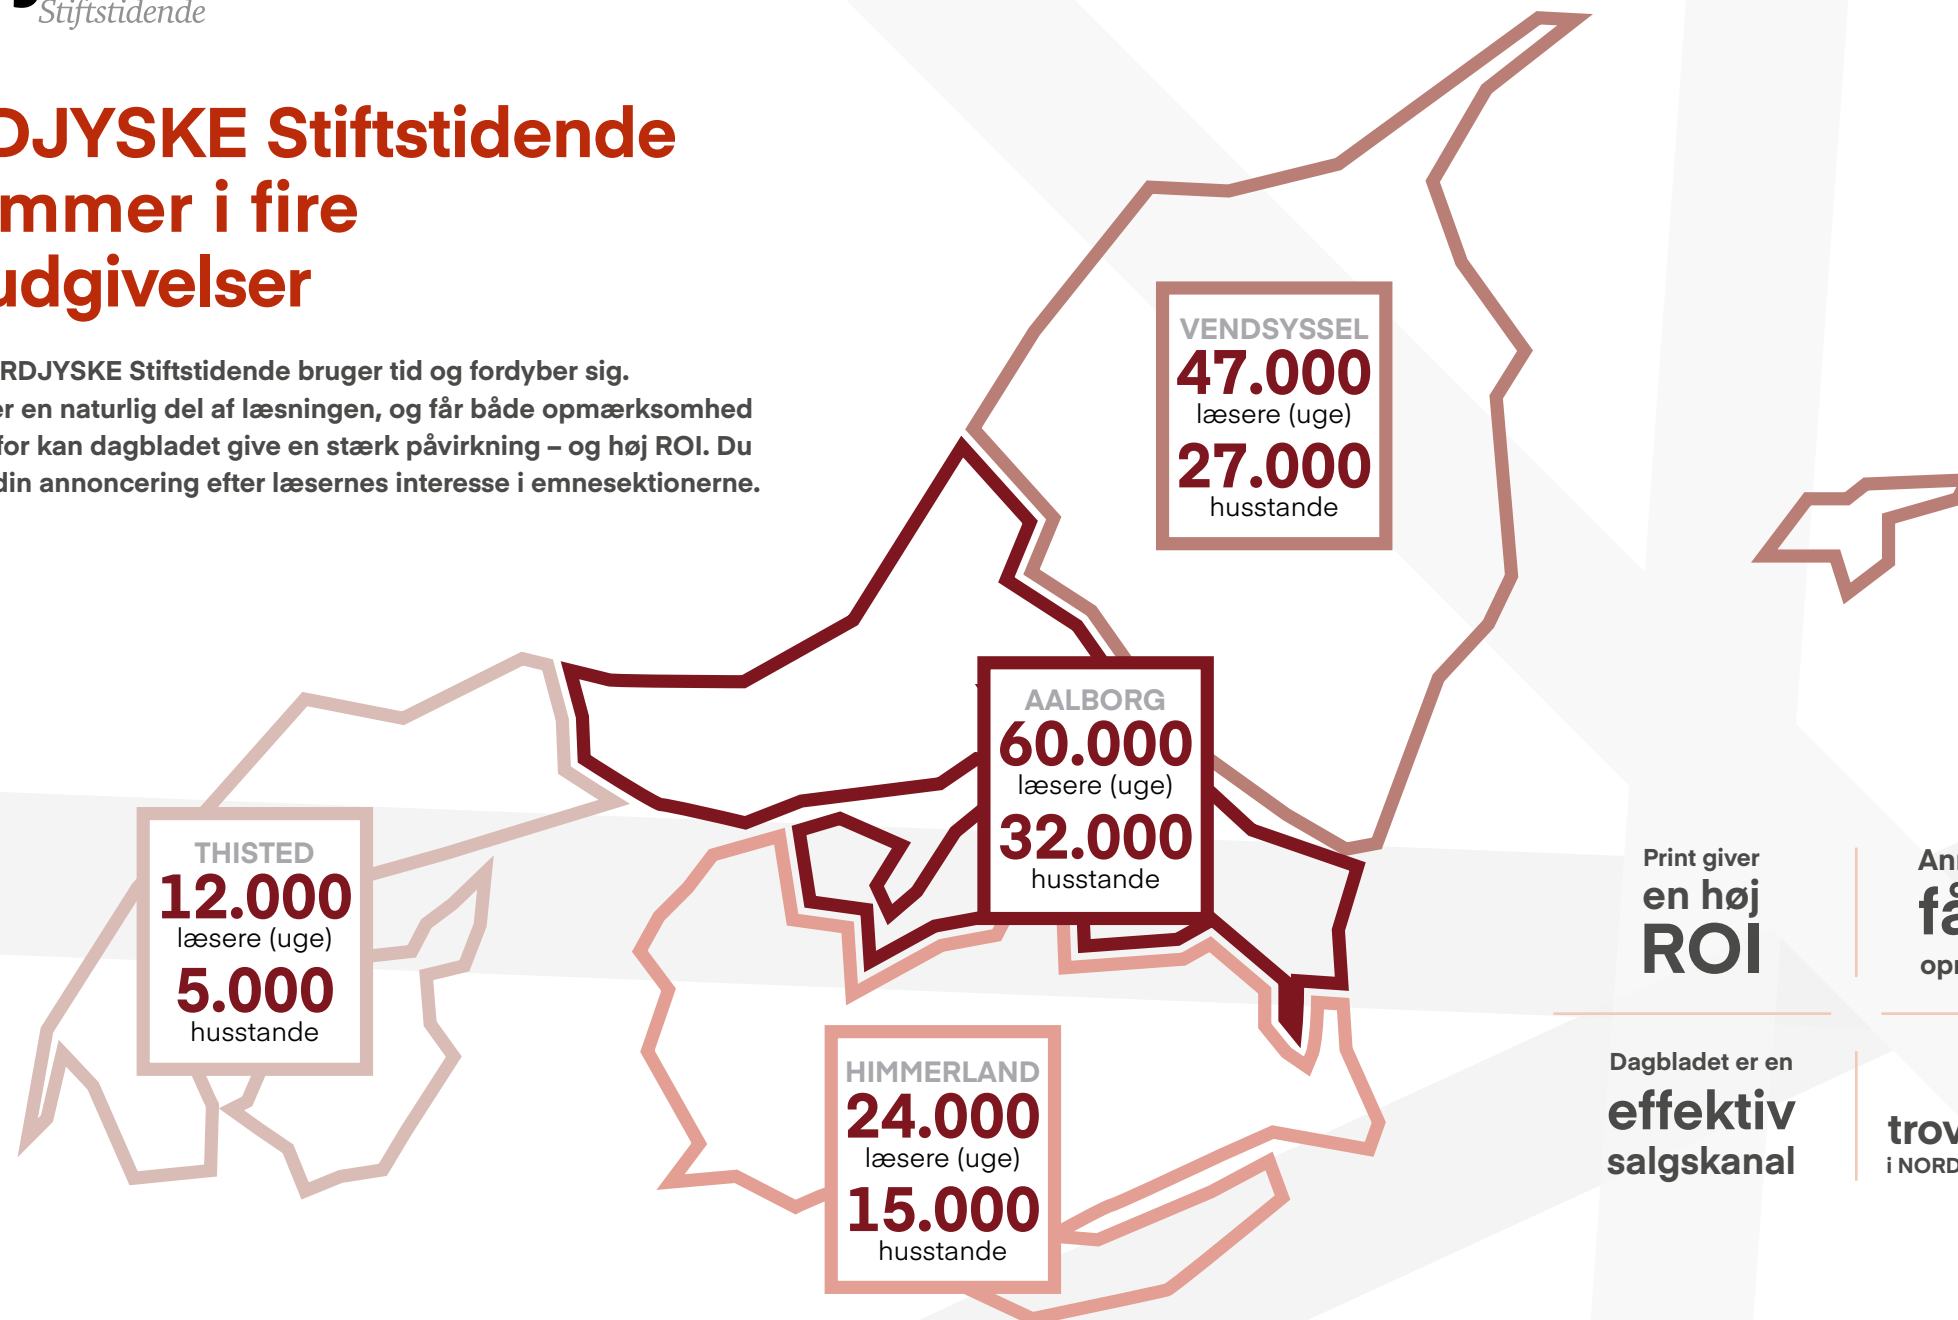 Stiftstidende
DJYSKE Stiftstidende
mmer i fire
udgivelser
RDJYSKE Stiftstidende bruger tid og fordyber sig.
er en naturlig del af læsningen, og får både opmærksomhed
for kan dagbladet give en stærk påvirkning – og høj ROI. Du
din annoncering efter læsernes interesse i emnesektionerne.
VENDSYSSEL
47.000
læsere (uge)
27.000
husstande
AALBORG
60.000
læsere (uge)
32.000
husstande
THISTED
12.000
læsere (uge)
5.000
husstande
HIMMERLAND
24.000
læsere (uge)
15.000
husstande
Print giver
en høj
ROI
Dagbladet er en
effektiv
salgskanal
trov
i NORD